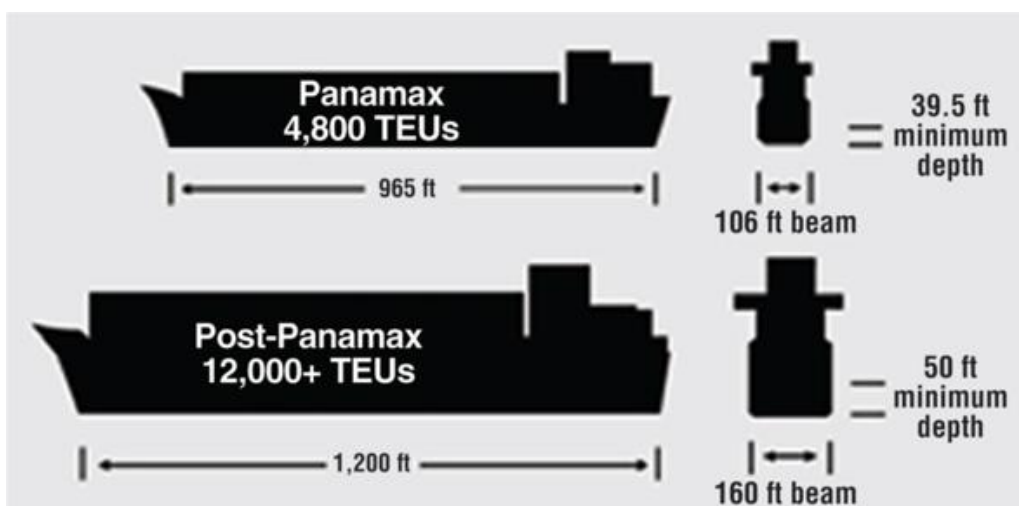 Panamax
4,800 TEUs
965 ft
39.5 ft
minimum
depth
106 ft beam
Post-Panamax
12,000+ TEUs
1,200 ft
50 ft
minimum
depth
160 ft beam